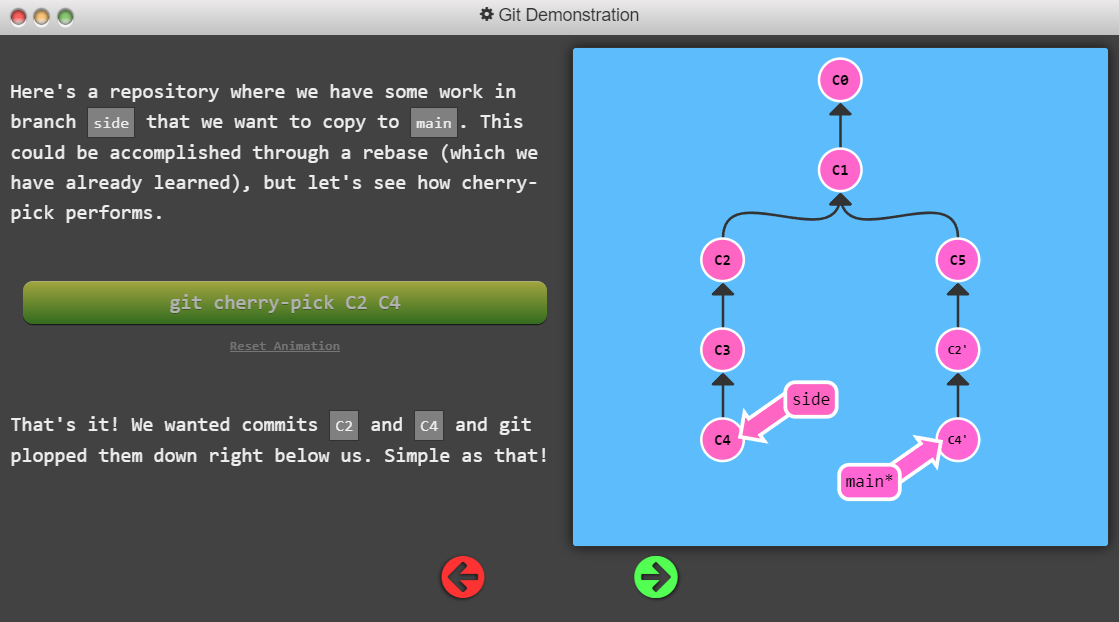 Git Demonstration
Here's a repository where we have some work in
branch side that we want to copy to main. This
could be accomplished through a rebase (which we
have already learned), but let's see how cherry-
pick performs.
git cherry-pick C2 C4
Reset Animation
That's it! We wanted commits C2 and C4 and git
plopped them down right below us. Simple as that!
C0
C1
C2
C5
C3
C2'
side
C4
C4'
main*